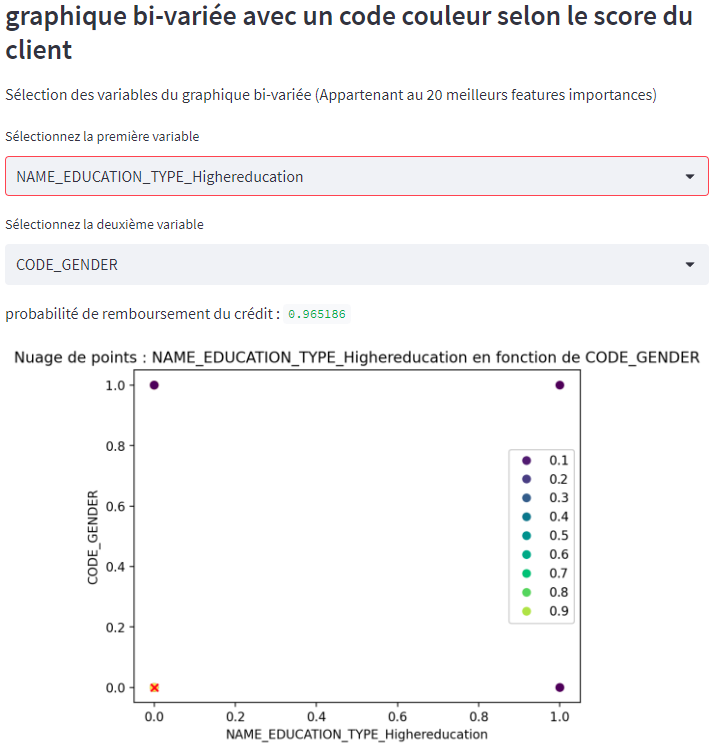 graphique bi-variée avec un code couleur selon le score du
client
Sélection des variables du graphique bi-variée (Appartenant au 20 meilleurs features importances)
Sélectionnez la première variable
NAME_EDUCATION_TYPE_Highereducation
Sélectionnez la deuxième variable
CODE_GENDER
probabilité de remboursement du crédit : 0.965186
Nuage de points : NAME_EDUCATION_TYPE_Highereducation en fonction de CODE_GENDER
1.0
0.8
0.6
0.4
0.2
0.0
CODE_GENDER
0.1
0.2
0.3
0.4
0.5
0.6
0.7
0.8
0.9
0.0 0.2 0.4 0.6 0.8 1.0
NAME_EDUCATION_TYPE_Highereducation